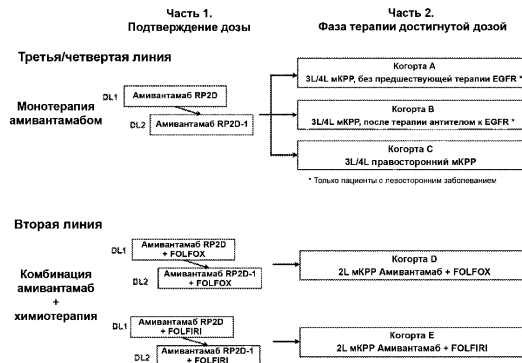 Часть 1.
Подтверждение дозы
Часть 2.
Фаза терапии достигнутой дозой
Третья/четвертая линия
Монотерапия
амивантамабом
DL1
Амивантамаб RP2D
DL2
Амивантамаб RP2D-1
Когорта A
3L/4L мКРР, без предшествующей терапии EGFR *
Когорта B
3L/4L мКРР, после терапии антителом к EGFR *
Когорта C
3L/4L правосторонний мКРР
* Только пациенты с левосторонним заболеванием
Вторая линия
Комбинация
амивантамаб
+
химиотерапия
DL1
Амивантамаб RP2D
+ FOLFOX
DL2
Амивантамаб RP2D-1
+ FOLFOX
Когорта D
2L мКРР Амивантамаб + FOLFOX
DL1
Амивантамаб RP2D
+ FOLFIRI
DL2
Амивантамаб RP2D-1
+ FOLFIRI
Когорта E
2L мКРР Амивантамаб + FOLFIRI